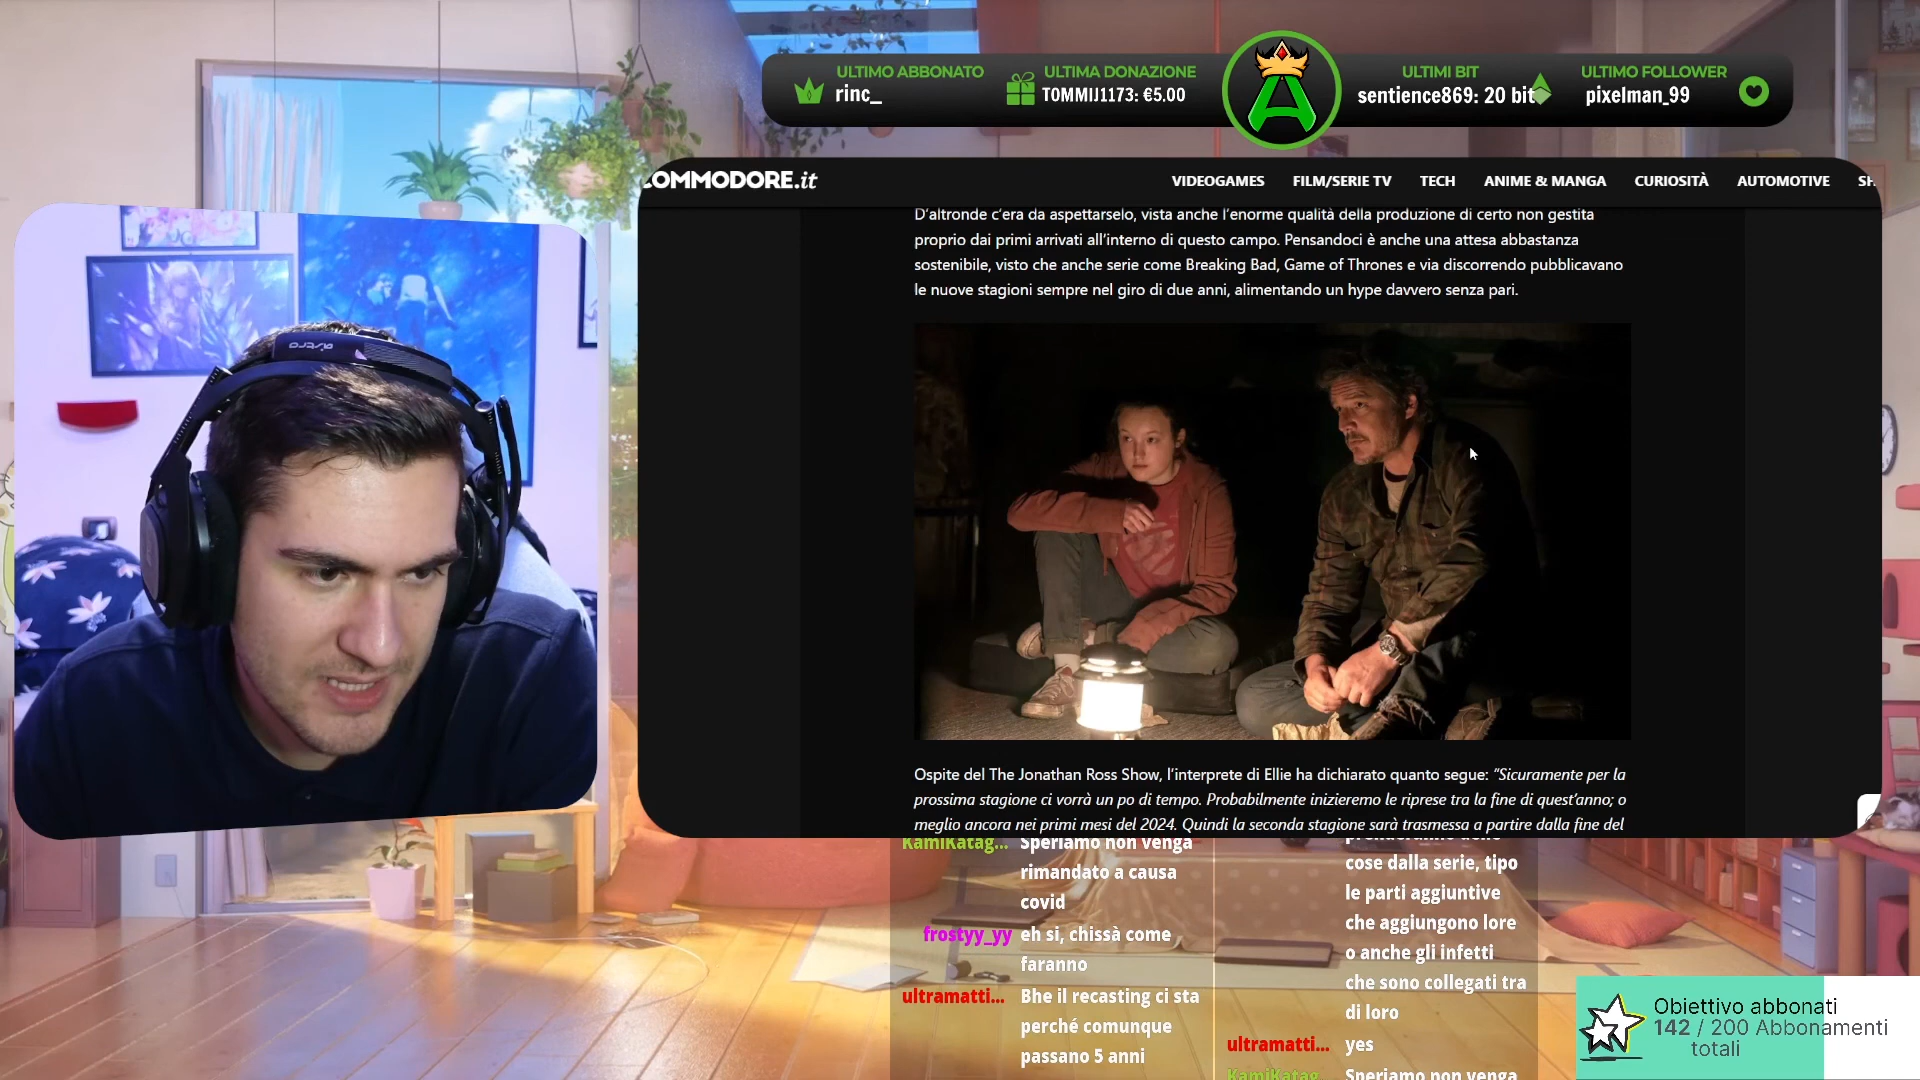 ULTIMO ABBONATO
rinc_
ULTIMA DONAZIONE
TOMMIJ1173: €5.00
ULTIMI BIT
sentience869: 20 bit
ULTIMO FOLLOWER
pixelman_99
COMMODORE.it
VIDEOGAMES FILM/SERIE TV TECH ANIME & MANGA CURIOSITÀ AUTOMOTIVE
D'altronde c'era da aspettarselo, vista anche l'enorme qualità della produzione di certo non gestita
proprio dai primi arrivati all'interno di questo campo. Pensandoci è anche una attesa abbastanza
sostenibile, visto che anche serie come Breaking Bad, Game of Thrones e via discorrendo pubblicavano
le nuove stagioni sempre nel giro di due anni, alimentando un hype davvero senza pari.
astro
Ospite del The Jonathan Ross Show, l'interprete di Ellie ha dichiarato quanto segue: "Sicuramente per la
prossima stagione ci vorrà un po di tempo. Probabilmente inizieremo le riprese tra la fine di quest'anno; o
meglio ancora nei primi mesi del 2024. Quindi la seconda stagione sarà trasmessa a partire dalla fine del
KamiKatag... Speriamo non venga
rimandato a causa
covid
frostyy_yy eh si, chissà come
faranno
ultramatti... Bhe il recasting ci sta
perché comunque
passano 5 anni
cose dalla serie, tipo
le parti aggiuntive
che aggiungono lore
o anche gli infetti
che sono collegati tra
di loro
ultramatti... yes
KamiKatag... Speriamo non venga
Obiettivo abbonati
142 / 200 Abbonamenti
totali